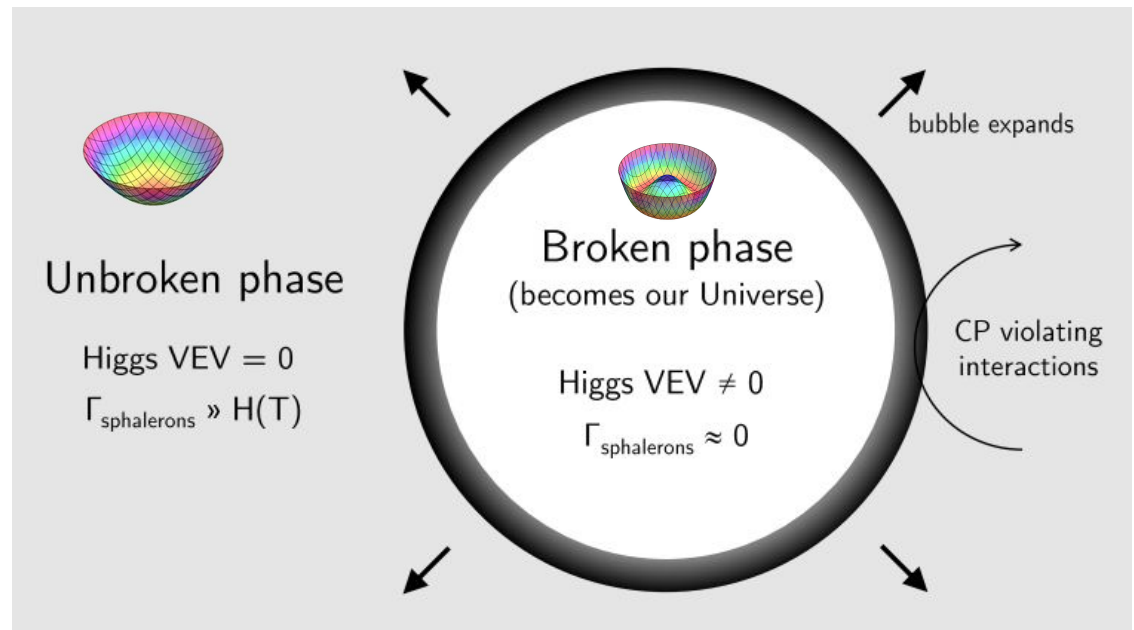 bubble expands
Unbroken phase
Higgs VEV = 0
Γsphalerons » H(T)
Broken phase
(becomes our Universe)
Higgs VEV ≠ 0
Γsphalerons ≈ 0
CP violating
interactions